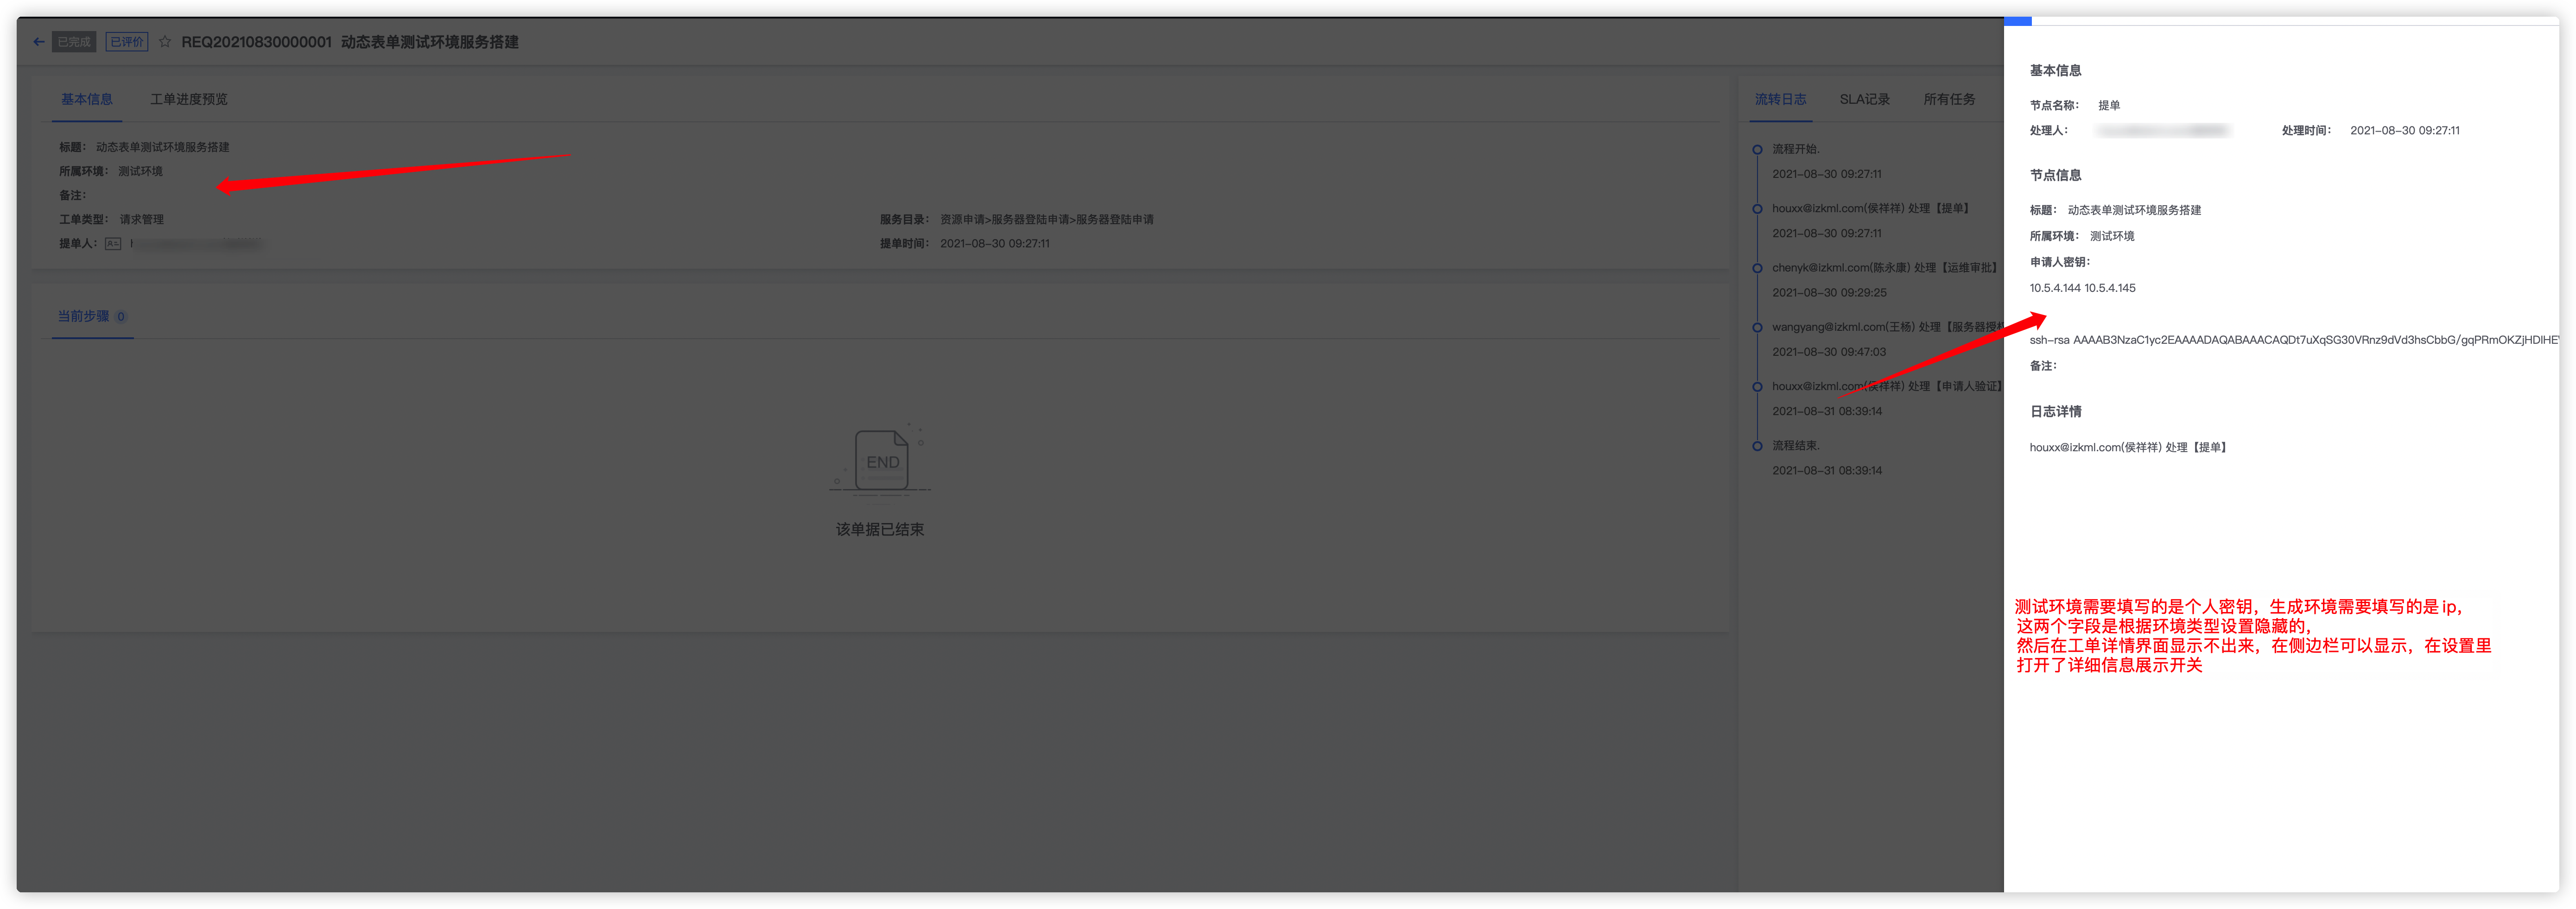 已完成 已评价 REQ20210830000001 动态表单测试环境服务搭建
基本信息 工单进度预览
标题： 动态表单测试环境服务搭建
所属环境： 测试环境
备注：
工单类型： 请求管理 服务目录： 资源申请>服务器登陆申请>服务器登陆申请
提单人： 提单时间： 2021-08-30 09:27:11
当前步骤 0
END
该单据已结束
流转日志 SLA记录 所有任务
流程开始.
2021-08-30 09:27:11
houxx@izkml.com(侯祥祥) 处理【提单】
2021-08-30 09:27:11
chenyk@izkml.com(陈永康) 处理【运维审批】
2021-08-30 09:29:25
wangyang@izkml.com(王杨) 处理【服务器授
2021-08-30 09:47:03
houxx@izkml.com(侯祥祥) 处理【申请人验证】
2021-08-31 08:39:14
流程结束.
2021-08-31 08:39:14
基本信息
节点名称： 提单
处理人： 处理时间： 2021-08-30 09:27:11
节点信息
标题： 动态表单测试环境服务搭建
所属环境： 测试环境
申请人密钥：
10.5.4.144 10.5.4.145
ssh-rsa AAAAB3NzaC1yc2EAAAADAQABAAACAQDt7uXqSG30VRnz9dVd3hsCbbG/gqPRmOKZjHDIHE
备注：
日志详情
houxx@izkml.com(侯祥祥) 处理【提单】
测试环境需要填写的是个人密钥，生成环境需要填写的是ip，
这两个字段是根据环境类型设置隐藏的，
然后在工单详情界面显示不出来，在侧边栏可以显示，在设置里
打开了详细信息展示开关